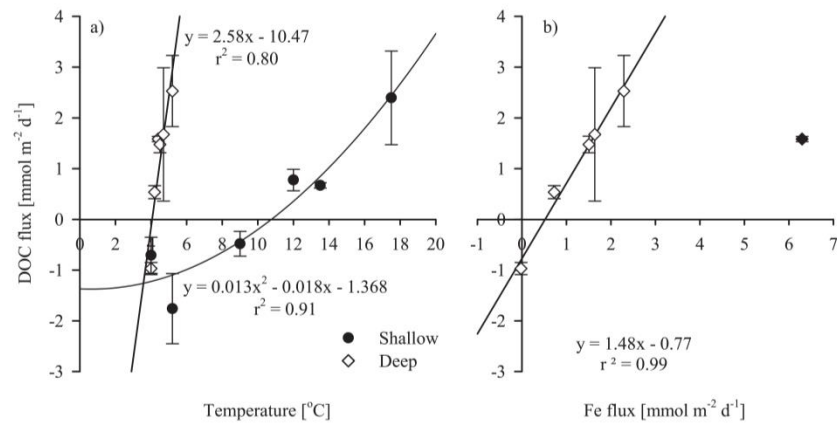 a)
y = 2.58x - 10.47
r² = 0.80
4
3
2
1
0
-1
-2
-3
DOC flux [mmol m⁻² d⁻¹]
0 2 4 6 8 10 12 14 16 18 20
y = 0.013x² - 0.018x - 1.368
r² = 0.91
Shallow
Deep
Temperature [°C]
b)
4
3
2
1
0
-1
-2
-3
-1 0 1 2 3 4 5 6 7
y = 1.48x - 0.77
r ² = 0.99
Fe flux [mmol m⁻² d⁻¹]